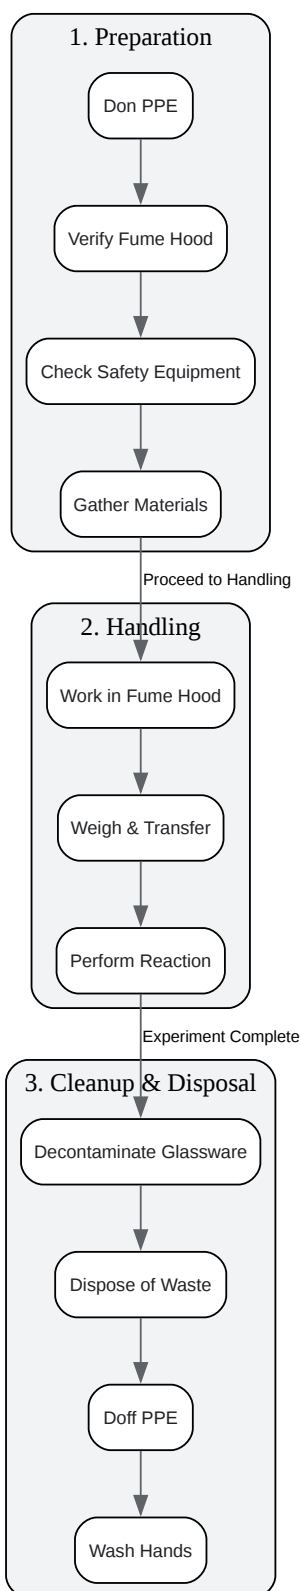 1. Preparation
Don PPE
Verify Fume Hood
Check Safety Equipment
Gather Materials
Proceed to Handling
2. Handling
Work in Fume Hood
Weigh & Transfer
Perform Reaction
Experiment Complete
3. Cleanup & Disposal
Decontaminate Glassware
Dispose of Waste
Doff PPE
Wash Hands